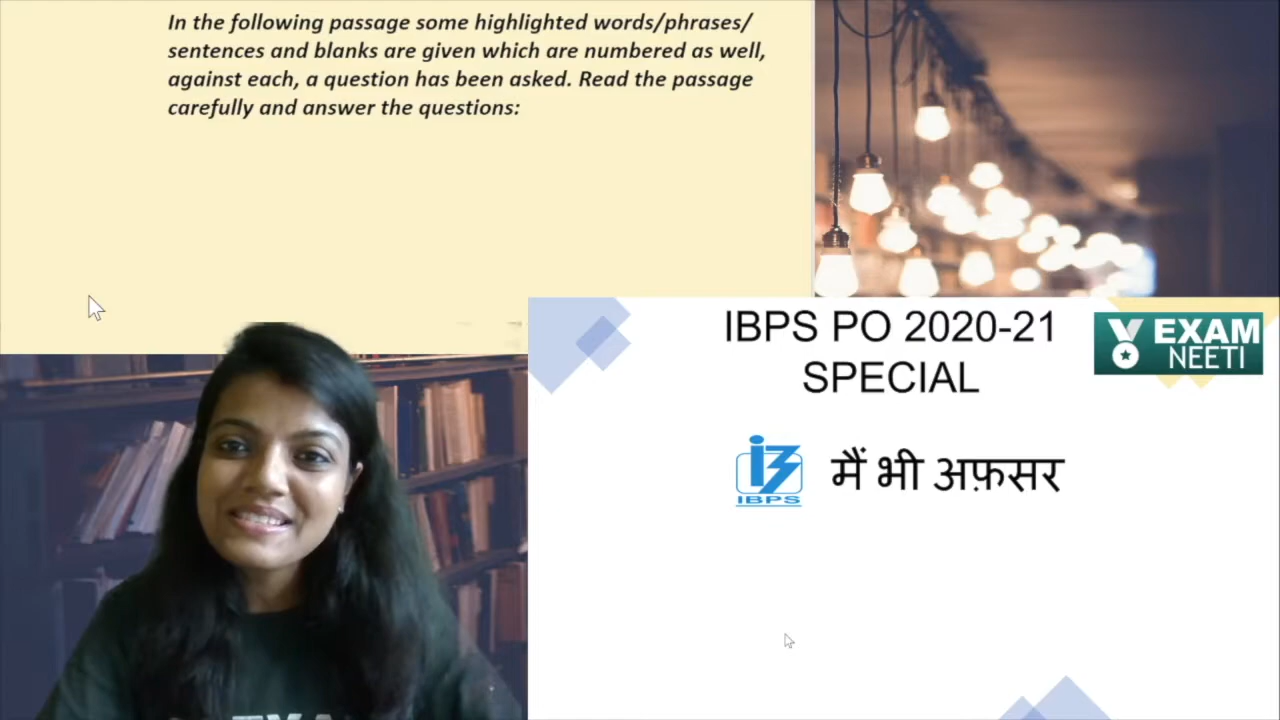 In the following passage some highlighted words/phrases/
sentences and blanks are given which are numbered as well,
against each, a question has been asked. Read the passage
carefully and answer the questions:
IBPS PO 2020-21
SPECIAL
EXAM
NEETI
IBPS
मैं भी अफ़सर